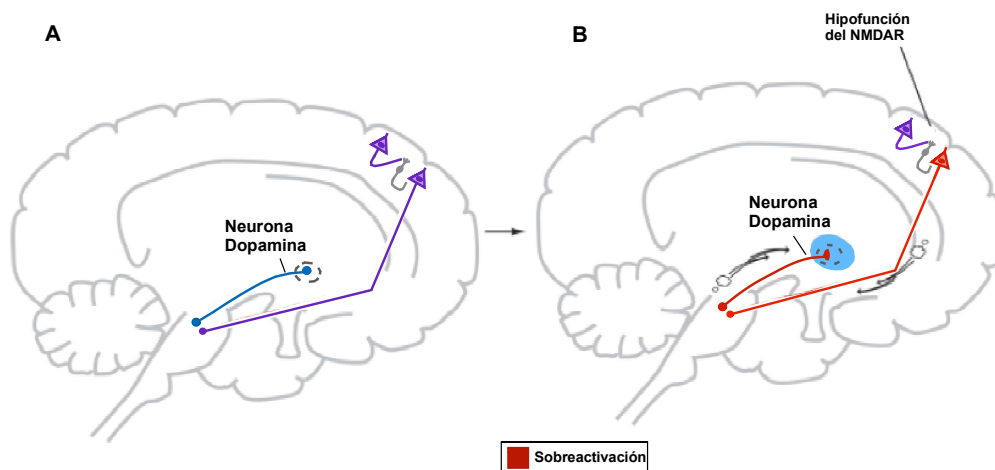 A
B
Hipofunción
del NMDAR
Neurona
Dopamina
Neurona
Dopamina
Sobreactivación